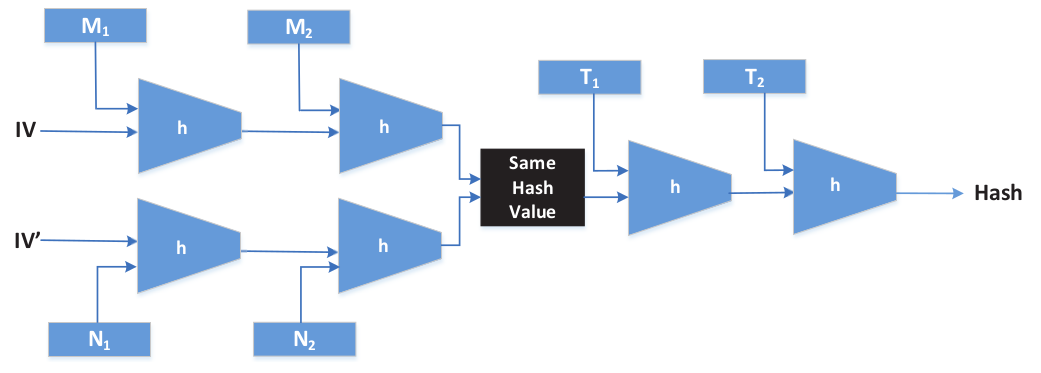 M₁
M₂
T₁
T₂
IV
h
h
Same
Hash
Value
h
h
Hash
IV’
h
h
N₁
N₂